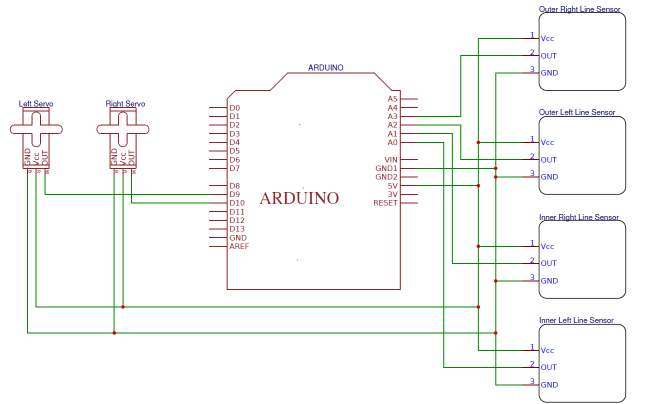 Outer Right Line Sensor
1 Vcc
2 OUT
3 GND
Outer Left Line Sensor
1 Vcc
2 OUT
3 GND
Inner Right Line Sensor
1 Vcc
2 OUT
3 GND
Inner Left Line Sensor
1 Vcc
2 OUT
3 GND
ARDUINO
ARDUINO
D0
D1
D2
D3
D4
D5
D6
D7
D8
D9
D10
D11
D12
D13
GND
AREF
A5
A4
A3
A2
A1
A0
VIN
GND1
GND2
5V
3V
RESET
Left Servo
GND
Vcc
OUT
Right Servo
GND
Vcc
OUT